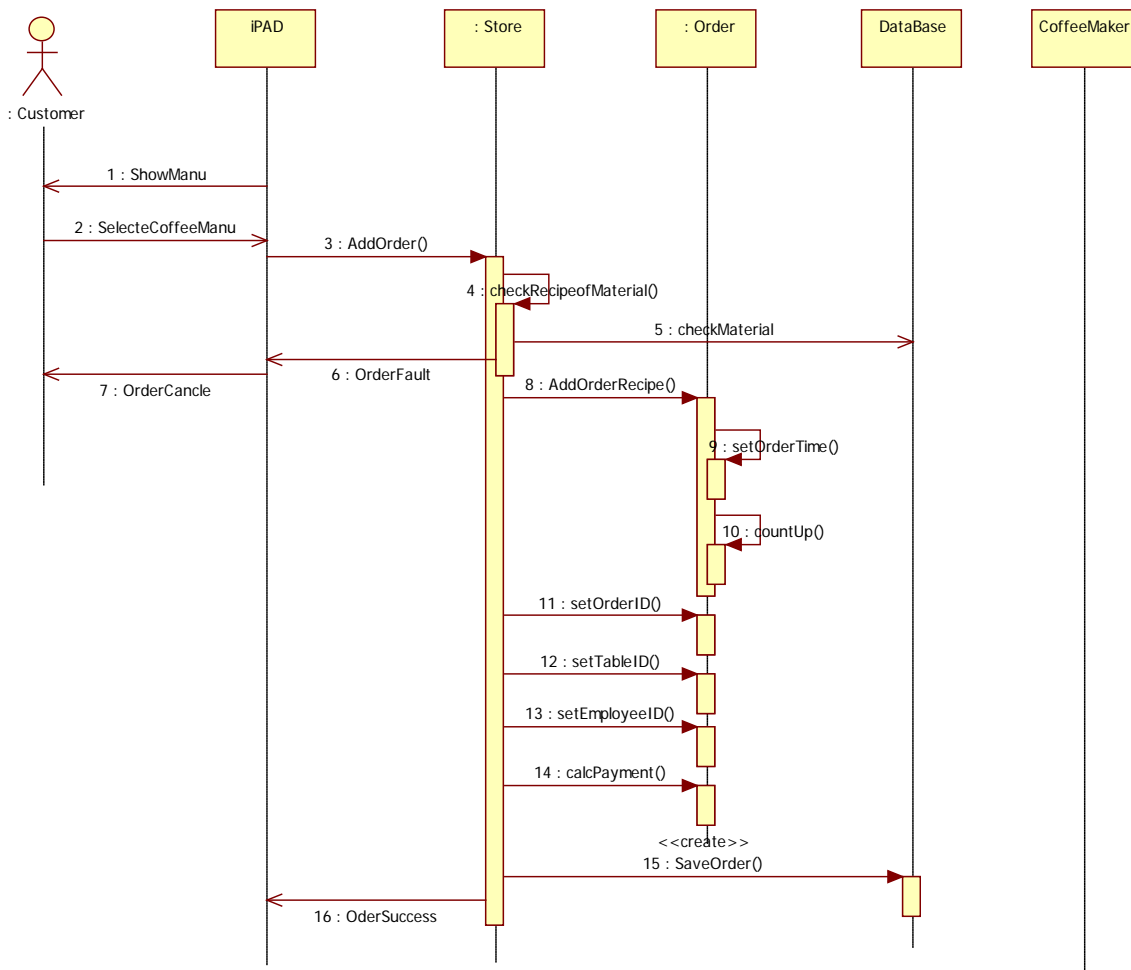 iPAD
: Store
: Order
DataBase
CoffeeMaker
: Customer
1 : ShowManu
2 : SelecteCoffeeManu
3 : AddOrder()
4 : checkRecipeofMaterial()
5 : checkMaterial
6 : OrderFault
7 : OrderCancle
8 : AddOrderRecipe()
9 : setOrderTime()
10 : countUp()
11 : setOrderID()
12 : setTableID()
13 : setEmployeeID()
14 : calcPayment()
<<create>>
15 : SaveOrder()
16 : OderSuccess